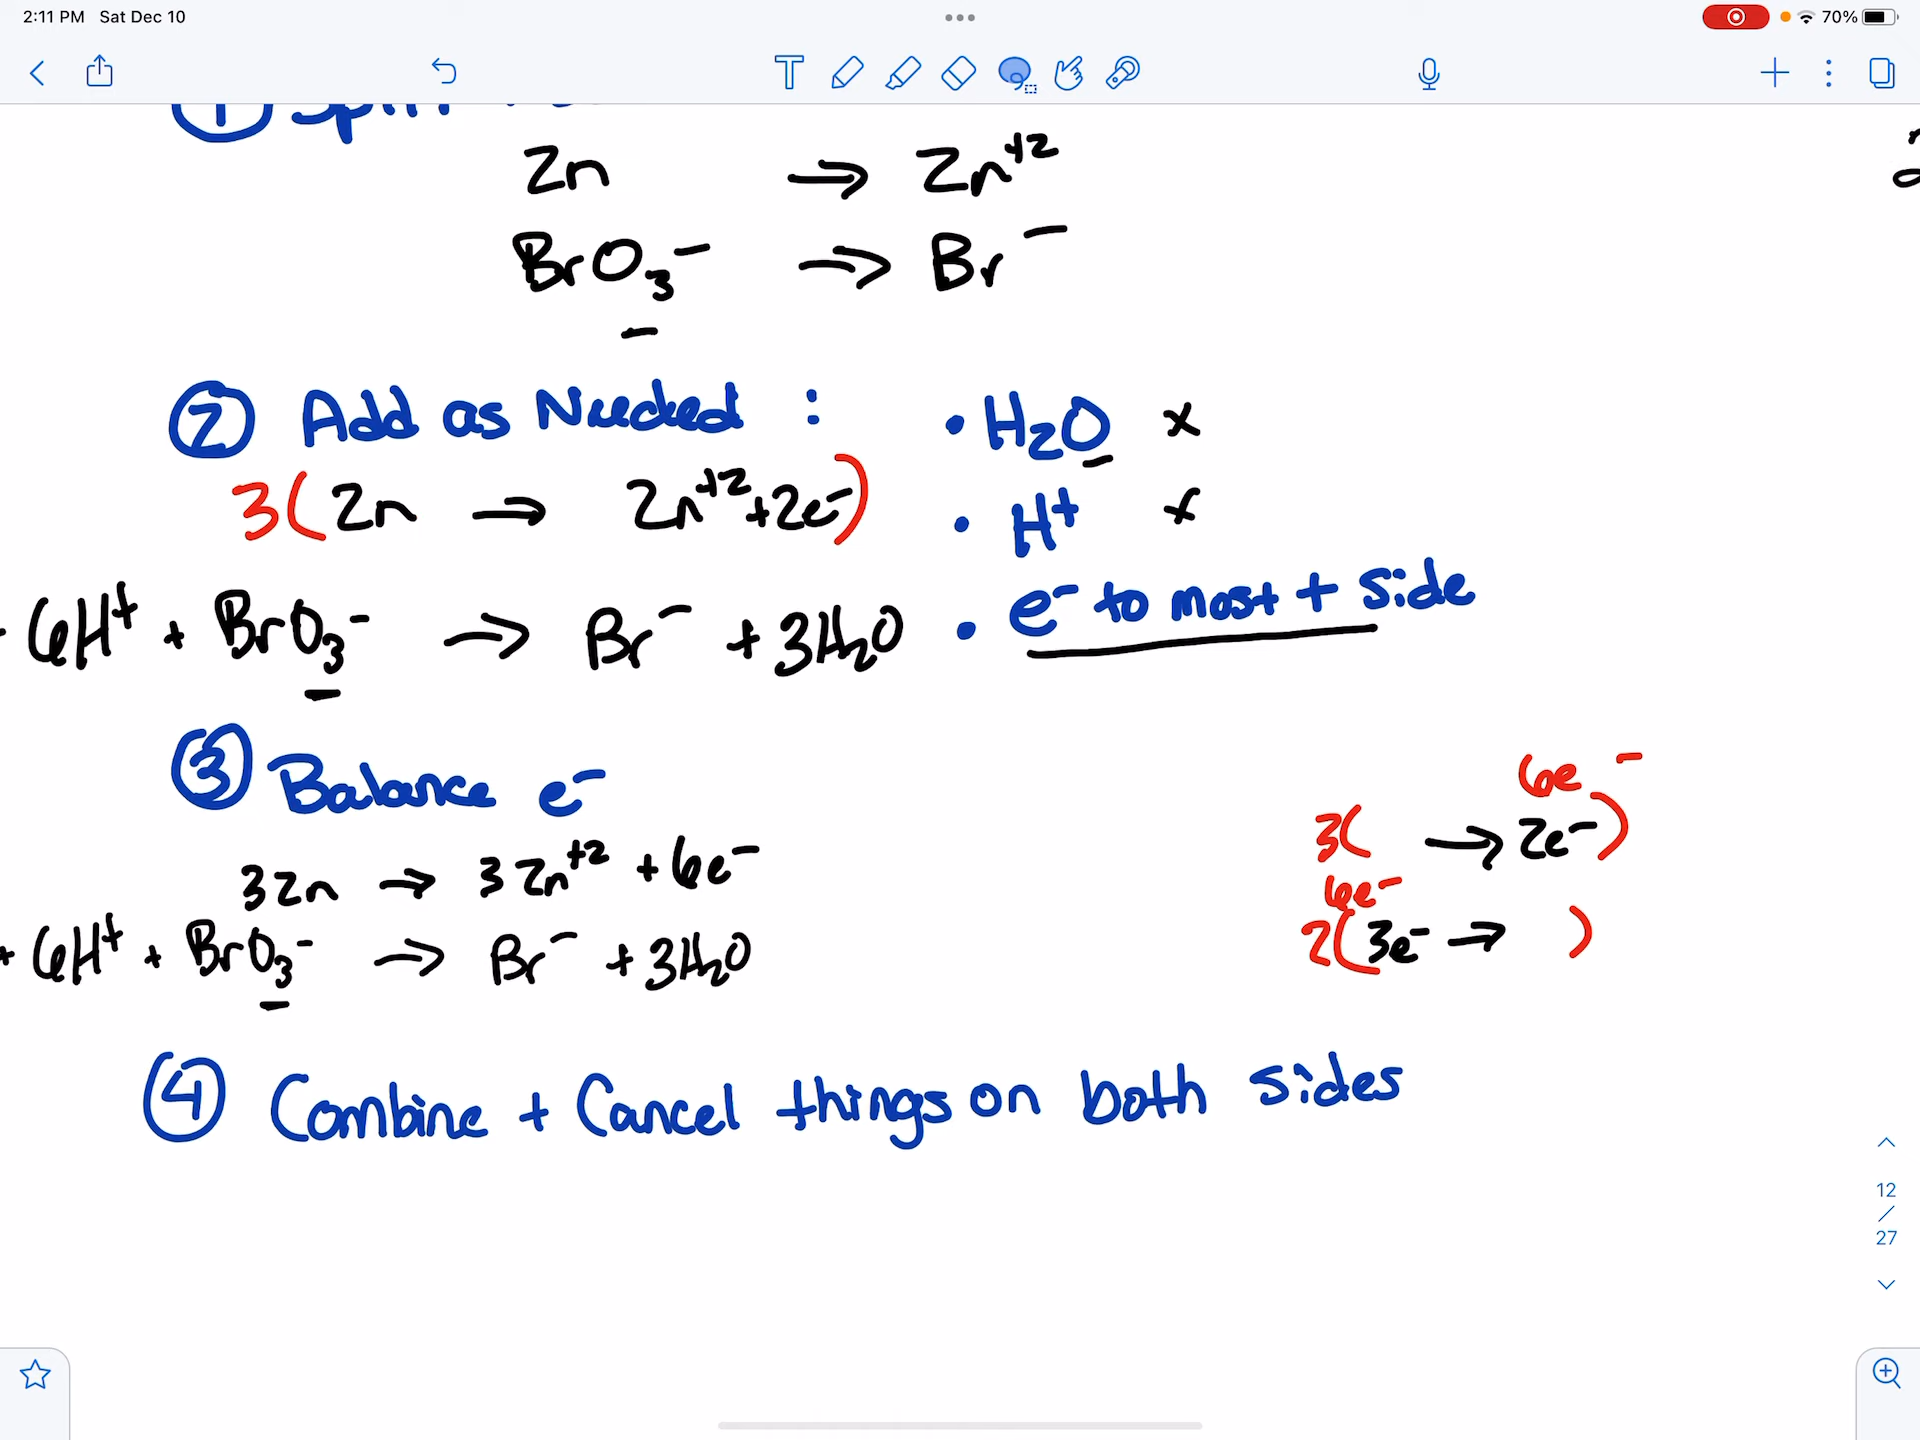 2:11 PM Sat Dec 10 70%
① Split
Zn → Zn⁺²
BrO₃⁻ → Br⁻
② Add as Needed : • H₂O x
3(Zn → Zn⁺² + 2e⁻) • H⁺ x
6H⁺ + BrO₃⁻ → Br⁻ + 3H₂O • e⁻ to most + side
③ Balance e⁻
6e⁻
3Zn → 3Zn⁺² + 6e⁻ 3( → 2e⁻)
6e⁻
+ 6H⁺ + BrO₃⁻ → Br⁻ + 3H₂O 2(3e⁻ → )
④ Combine + Cancel things on both sides
12
/
27